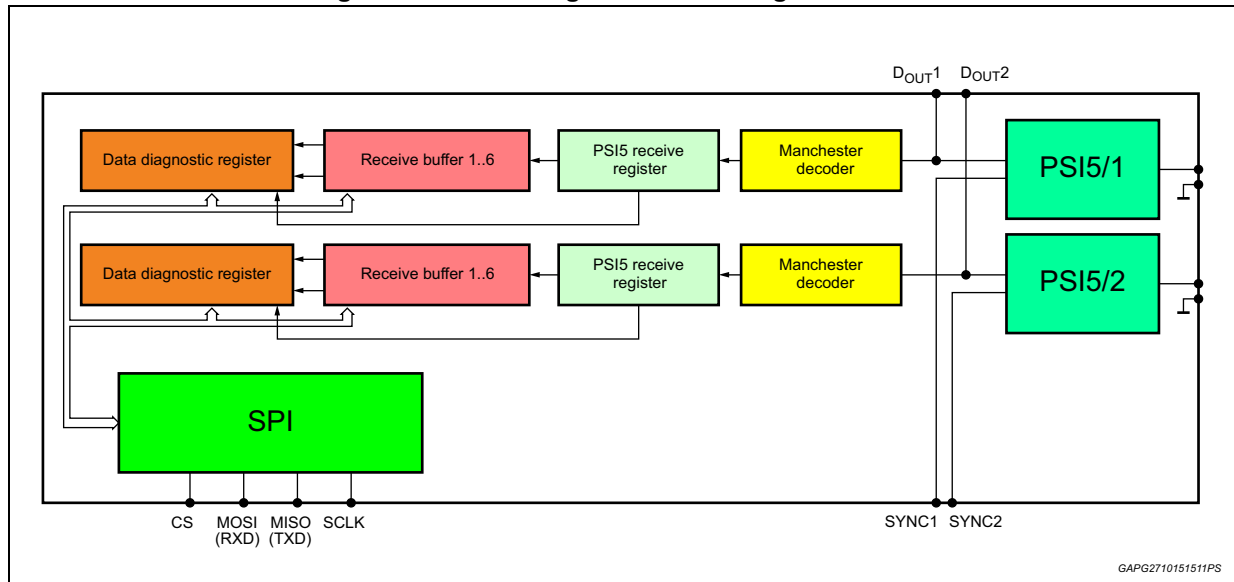 D_OUT1 D_OUT2
Data diagnostic register
Receive buffer 1..6
PSI5 receive
register
Manchester
decoder
PSI5/1
Data diagnostic register
Receive buffer 1..6
PSI5 receive
register
Manchester
decoder
PSI5/2
SPI
CS MOSI MISO SCLK
(RXD) (TXD)
SYNC1 SYNC2
GAPG2710151511PS